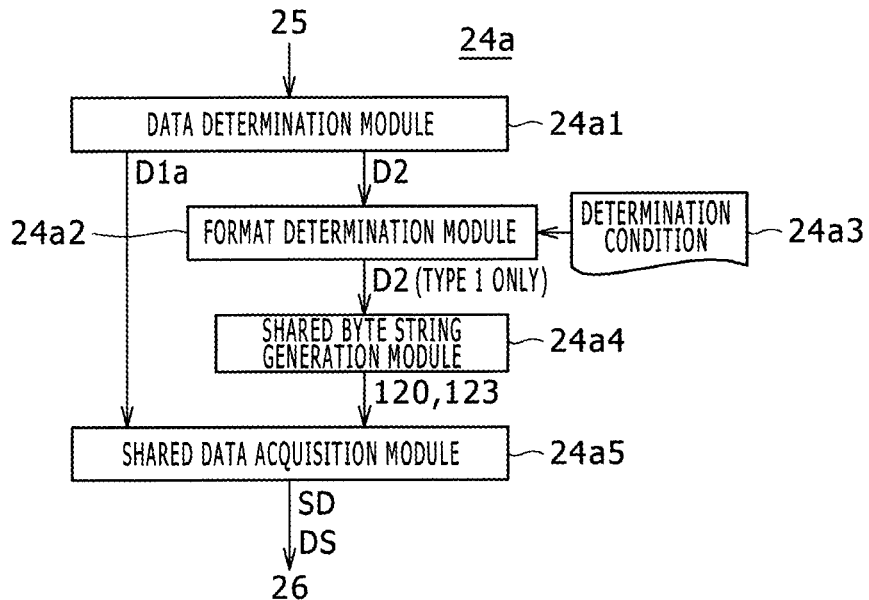 25
24a
DATA DETERMINATION MODULE
24a1
D1a
D2
24a2
FORMAT DETERMINATION MODULE
DETERMINATION
CONDITION
24a3
D2 (TYPE 1 ONLY)
SHARED BYTE STRING
GENERATION MODULE
24a4
120,123
SHARED DATA ACQUISITION MODULE
24a5
SD
DS
26